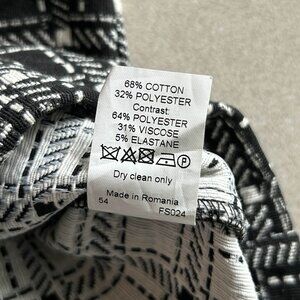 68% COTTON
32% POLYESTER
Contrast:
64% POLYESTER
31% VISCOSE
5% ELASTANE
P
Dry clean only
Made in Romania
54 FS024